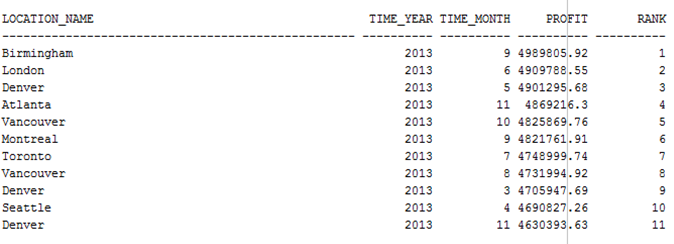 LOCATION_NAME TIME_YEAR TIME_MONTH PROFIT RANK
------------------------------------------------- ---------- ---------- ---------- ----------
Birmingham 2013 9 4989805.92 1
London 2013 6 4909788.55 2
Denver 2013 5 4901295.68 3
Atlanta 2013 11 4869216.3 4
Vancouver 2013 10 4825869.76 5
Montreal 2013 9 4821761.91 6
Toronto 2013 7 4748999.74 7
Vancouver 2013 8 4731994.92 8
Denver 2013 3 4705947.69 9
Seattle 2013 4 4690827.26 10
Denver 2013 11 4630393.63 11